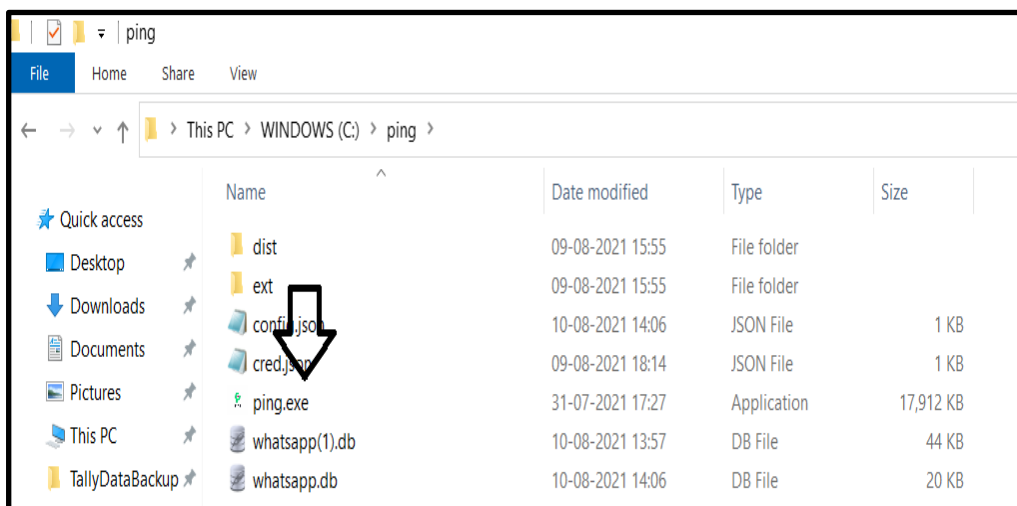 ping
File Home Share View
This PC > WINDOWS (C:) > ping >
Name Date modified Type Size
Quick access
Desktop
Downloads
Documents
Pictures
This PC
TallyDataBackup
dist 09-08-2021 15:55 File folder
ext 09-08-2021 15:55 File folder
config.json 10-08-2021 14:06 JSON File 1 KB
cred.json 09-08-2021 18:14 JSON File 1 KB
ping.exe 31-07-2021 17:27 Application 17,912 KB
whatsapp(1).db 10-08-2021 13:57 DB File 44 KB
whatsapp.db 10-08-2021 14:06 DB File 20 KB